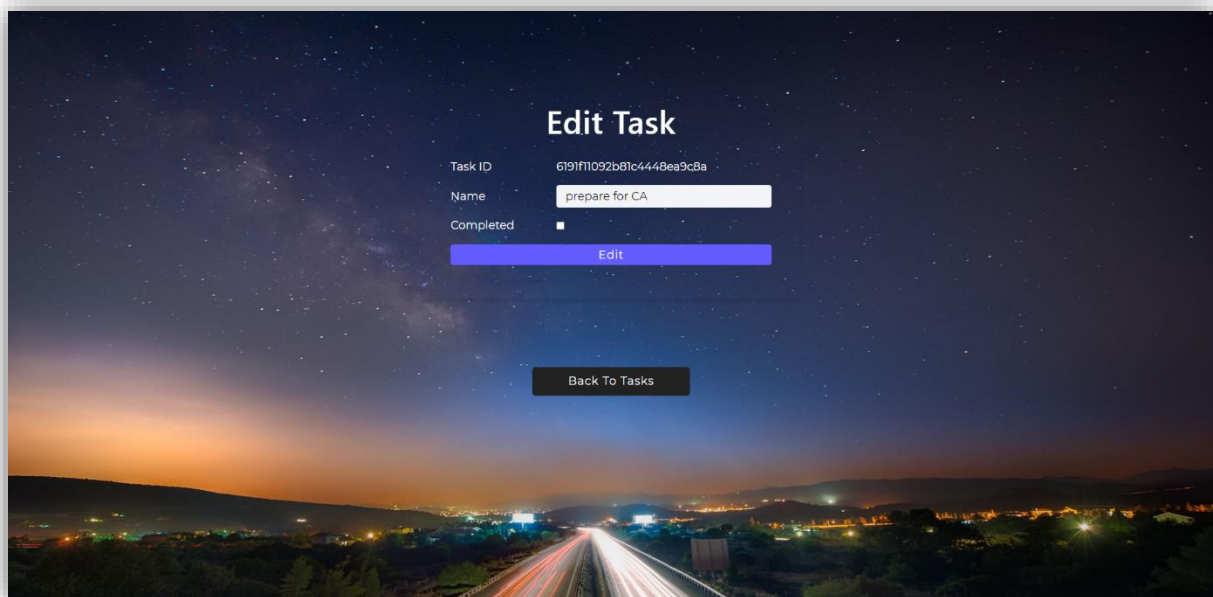 Edit Task
Task ID 6191f11092b81c4448ea9c8a
Name prepare for CA
Completed
Edit
Back To Tasks